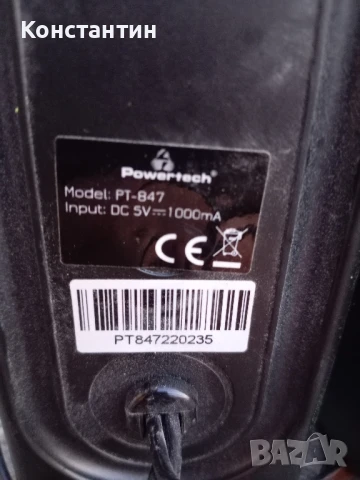 Константин
Powertech®
Model: PT-847
Input: DC 5V⎓1000mA
CE
PT847220235
BAZAR